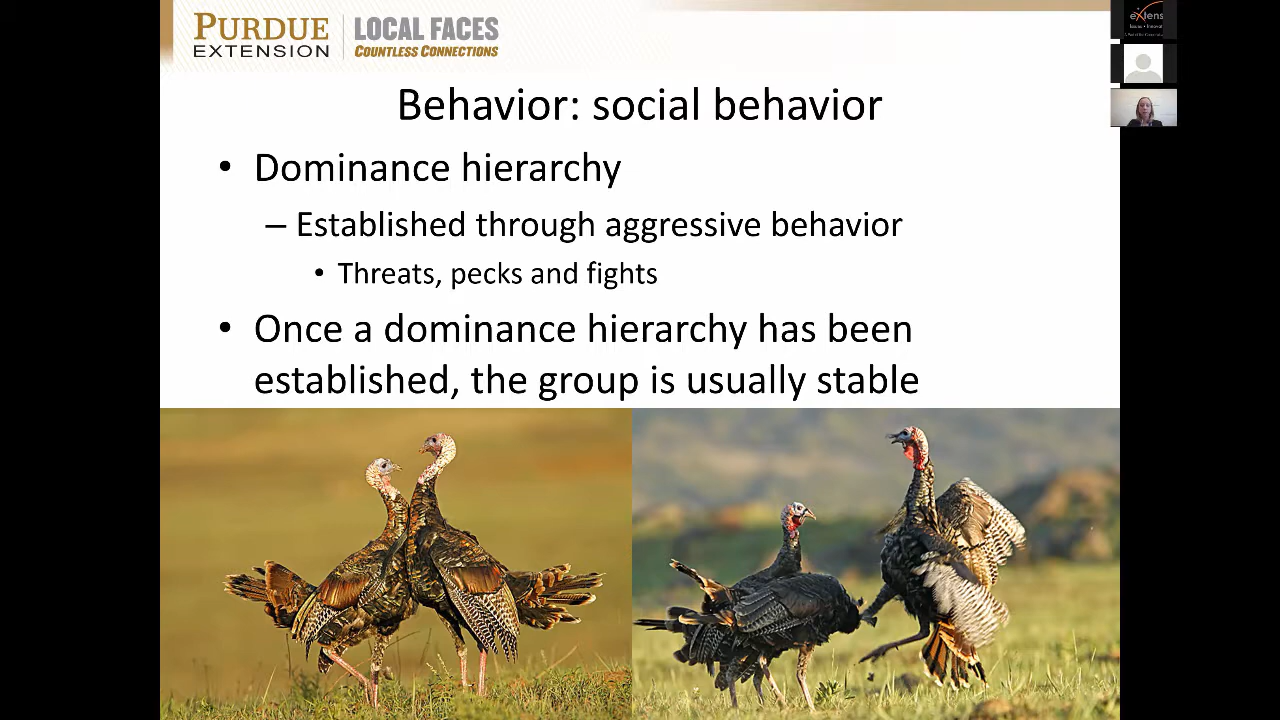 PURDUE
EXTENSION
LOCAL FACES
COUNTLESS CONNECTIONS
eXtens
Behavior: social behavior
• Dominance hierarchy
– Established through aggressive behavior
• Threats, pecks and fights
• Once a dominance hierarchy has been
established, the group is usually stable